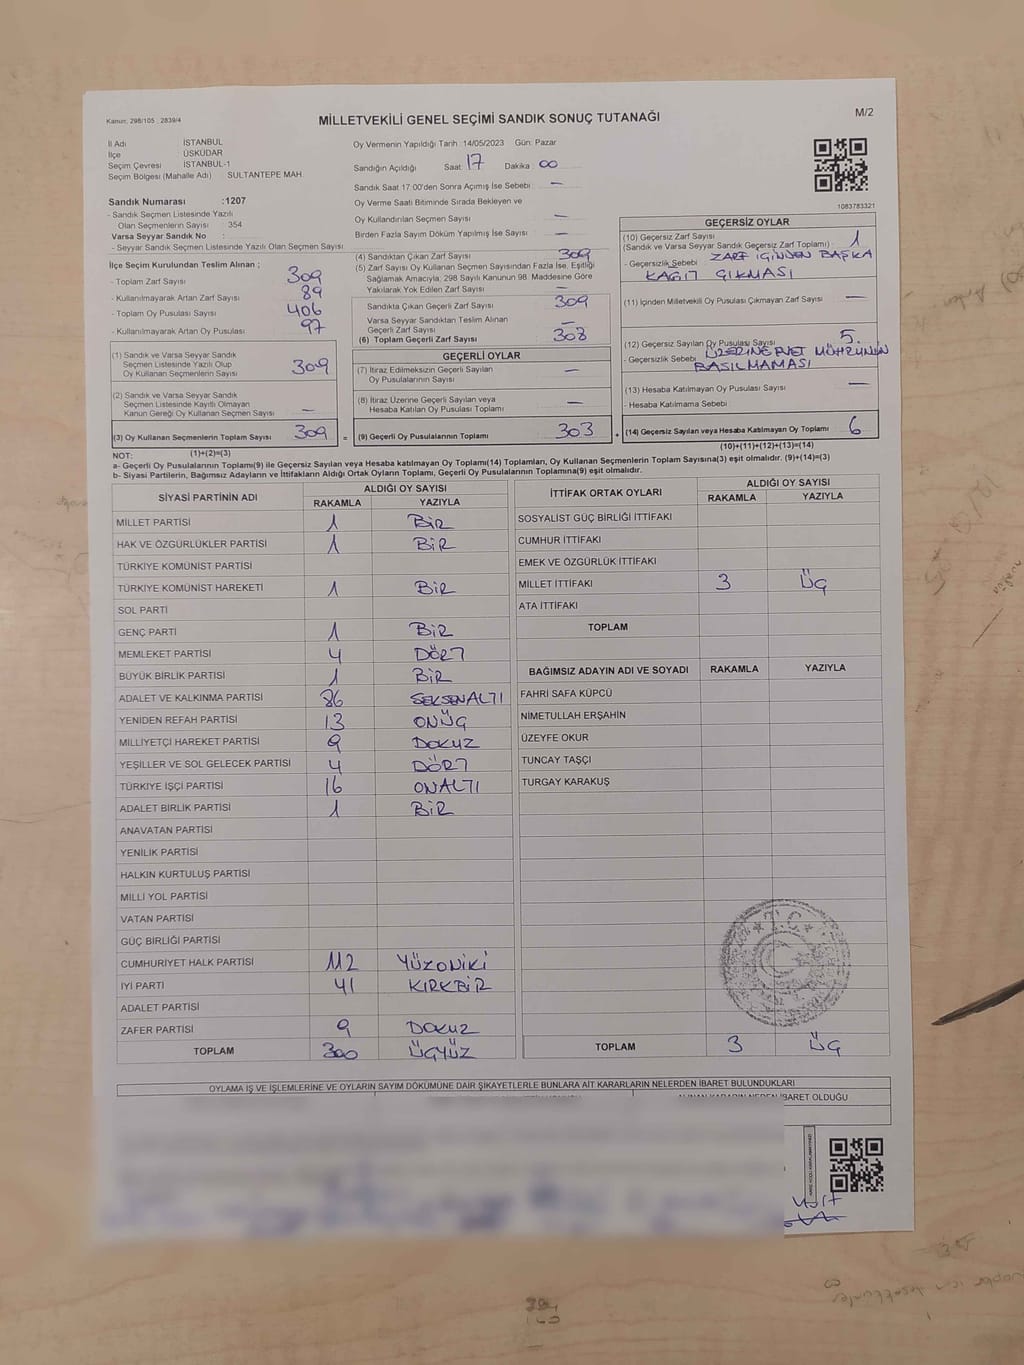 Kanun; 298/105 : 2839/4
MİLLETVEKİLİ GENEL SEÇİMİ SANDIK SONUÇ TUTANAĞI
M/2
İl Adı İSTANBUL
İlçe ÜSKÜDAR
Seçim Çevresi İSTANBUL-1
Seçim Bölgesi (Mahalle Adı) SULTANTEPE MAH.
Sandık Numarası :1207
- Sandık Seçmen Listesinde Yazılı
Olan Seçmenlerin Sayısı : 354
Varsa Seyyar Sandık No :
- Seyyar Sandık Seçmen Listesinde Yazılı Olan Seçmen Sayısı:
İlçe Seçim Kurulundan Teslim Alınan ;
- Toplam Zarf Sayısı 309
- Kullanılmayarak Artan Zarf Sayısı 89
- Toplam Oy Pusulası Sayısı 406
- Kullanılmayarak Artan Oy Pusulası 97
(1) Sandık ve Varsa Seyyar Sandık
Seçmen Listesinde Yazılı Olup
Oy Kullanan Seçmenlerin Sayısı 309
(2) Sandık ve Varsa Seyyar Sandık
Seçmen Listesinde Kayıtlı Olmayan
Kanun Gereği Oy Kullanan Seçmen Sayısı —
(3) Oy Kullanan Seçmenlerin Toplam Sayısı 309
(1)+(2)=(3)
Oy Vermenin Yapıldığı Tarih : 14/05/2023 Gün: Pazar
Sandığın Açıldığı Saat 17 Dakika : 00
Sandık Saat 17:00'den Sonra Açımış İse Sebebi : —
Oy Verme Saati Bitiminde Sırada Bekleyen ve
Oy Kullandırılan Seçmen Sayısı —
Birden Fazla Sayım Döküm Yapılmış İse Sayısı : —
(4) Sandıktan Çıkan Zarf Sayısı 309
(5) Zarf Sayısı Oy Kullanan Seçmen Sayısından Fazla İse, Eşitliği
Sağlamak Amacıyla; 298 Sayılı Kanunun 98. Maddesine Göre
Yakılarak Yok Edilen Zarf Sayısı —
Sandıkta Çıkan Geçerli Zarf Sayısı 309
Varsa Seyyar Sandıktan Teslim Alınan
Geçerli Zarf Sayısı —
(6) Toplam Geçerli Zarf Sayısı 308
GEÇERLİ OYLAR
(7) İtiraz Edilmeksizin Geçerli Sayılan
Oy Pusulalarının Sayısı —
(8) İtiraz Üzerine Geçerli Sayılan veya
Hesaba Katılan Oy Pusulası Toplamı —
= (9) Geçerli Oy Pusulalarının Toplamı 303
1083783321
GEÇERSİZ OYLAR
(10) Geçersiz Zarf Sayısı 1
(Sandık ve Varsa Seyyar Sandık Geçersiz Zarf Toplamı)
- Geçersizlik Sebebi : ZARF İÇİNDEN BAŞKA
KAĞIT ÇIKMASI
(11) İçinden Milletvekili Oy Pusulası Çıkmayan Zarf Sayısı —
(12) Geçersiz Sayılan Oy Pusulası Sayısı 5
- Geçersizlik Sebebi : ÜZERİNE EVET MÜHRÜNÜN
BASILMAMASI
(13) Hesaba Katılmayan Oy Pusulası Sayısı —
- Hesaba Katılmama Sebebi
+ (14) Geçersiz Sayılan veya Hesaba Katılmayan Oy Toplamı 6
(10)+(11)+(12)+(13)=(14)
NOT:
a- Geçerli Oy Pusulalarının Toplamı(9) ile Geçersiz Sayılan veya Hesaba katılmayan Oy Toplamı(14) Toplamları, Oy Kullanan Seçmenlerin Toplam Sayısına(3) eşit olmalıdır. (9)+(14)=(3)
b- Siyasi Partilerin, Bağımsız Adayların ve İttifakların Aldığı Ortak Oyların Toplamı, Geçerli Oy Pusulalarının Toplamına(9) eşit olmalıdır.
SİYASİ PARTİNİN ADI ALDIĞI OY SAYISI
RAKAMLA YAZIYLA
MİLLET PARTİSİ 1 BİR
HAK VE ÖZGÜRLÜKLER PARTİSİ 1 BİR
TÜRKİYE KOMÜNİST PARTİSİ
TÜRKİYE KOMÜNİST HAREKETİ 1 BİR
SOL PARTİ
GENÇ PARTİ 1 BİR
MEMLEKET PARTİSİ 4 DÖRT
BÜYÜK BİRLİK PARTİSİ 1 BİR
ADALET VE KALKINMA PARTİSİ 86 SEKSENALTI
YENİDEN REFAH PARTİSİ 13 ONÜÇ
MİLLİYETÇİ HAREKET PARTİSİ 9 DOKUZ
YEŞİLLER VE SOL GELECEK PARTİSİ 4 DÖRT
TÜRKİYE İŞÇİ PARTİSİ 16 ONALTI
ADALET BİRLİK PARTİSİ 1 BİR
ANAVATAN PARTİSİ
YENİLİK PARTİSİ
HALKIN KURTULUŞ PARTİSİ
MİLLİ YOL PARTİSİ
VATAN PARTİSİ
GÜÇ BİRLİĞİ PARTİSİ
CUMHURİYET HALK PARTİSİ 112 YÜZONİKİ
İYİ PARTİ 41 KIRKBİR
ADALET PARTİSİ
ZAFER PARTİSİ 9 DOKUZ
TOPLAM 300 ÜÇYÜZ
İTTİFAK ORTAK OYLARI ALDIĞI OY SAYISI
RAKAMLA YAZIYLA
SOSYALİST GÜÇ BİRLİĞİ İTTİFAKI
CUMHUR İTTİFAKI
EMEK VE ÖZGÜRLÜK İTTİFAKI
MİLLET İTTİFAKI 3 ÜÇ
ATA İTTİFAKI
TOPLAM
BAĞIMSIZ ADAYIN ADI VE SOYADI RAKAMLA YAZIYLA
FAHRİ SAFA KÜPCÜ
NİMETULLAH ERŞAHİN
ÜZEYFE OKUR
TUNCAY TAŞÇI
TURGAY KARAKUŞ
T.C.
TOPLAM 3 ÜÇ
OYLAMA İŞ VE İŞLEMLERİNE VE OYLARIN SAYIM DÖKÜMÜNE DAİR ŞİKAYETLERLE BUNLARA AİT KARARLARIN NELERDEN İBARET BULUNDUKLARI
ALINAN KARARIN NEDEN İBARET OLDUĞU